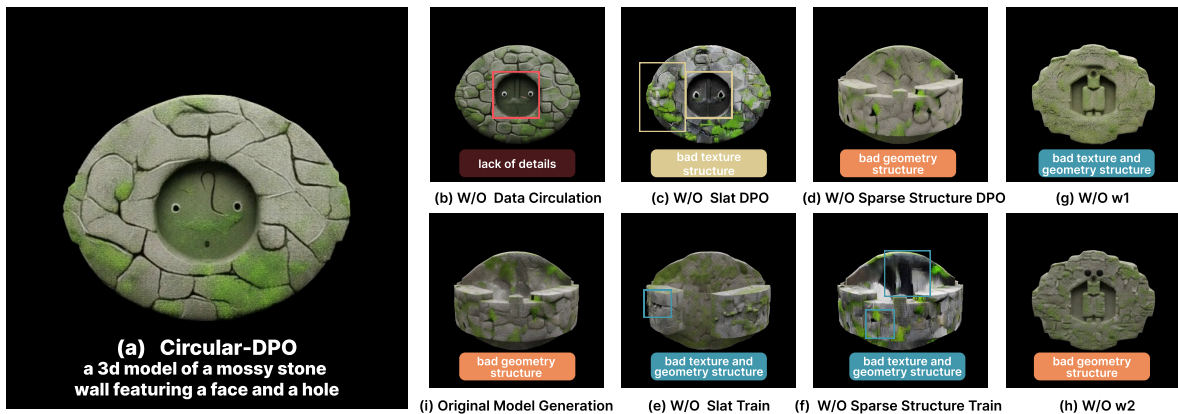 (a) Circular-DPO
a 3d model of a mossy stone
wall featuring a face and a hole
lack of details
(b) W/O Data Circulation
bad texture
structure
(c) W/O Slat DPO
bad geometry
structure
(d) W/O Sparse Structure DPO
bad texture and
geometry structure
(g) W/O w1
bad geometry
structure
(i) Original Model Generation
bad texture and
geometry structure
(e) W/O Slat Train
bad texture and
geometry structure
(f) W/O Sparse Structure Train
bad geometry
structure
(h) W/O w2